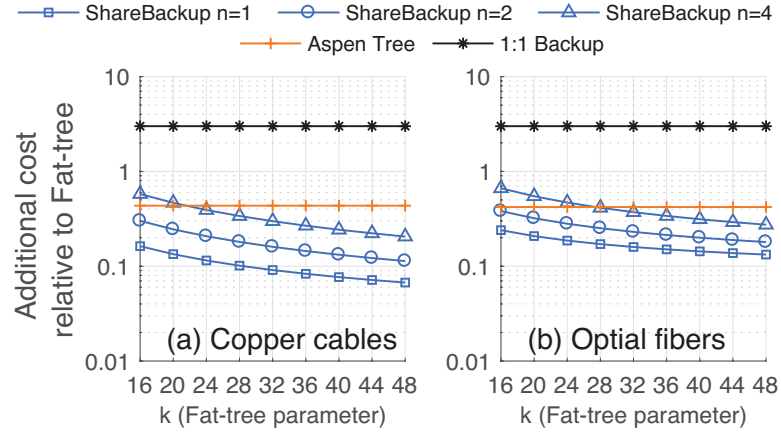 ShareBackup n=1 ShareBackup n=2 ShareBackup n=4
Aspen Tree 1:1 Backup
Additional cost
relative to Fat-tree
10
1
0.1
0.01
(a) Copper cables
16 20 24 28 32 36 40 44 48
k (Fat-tree parameter)
10
1
0.1
0.01
(b) Optial fibers
16 20 24 28 32 36 40 44 48
k (Fat-tree parameter)